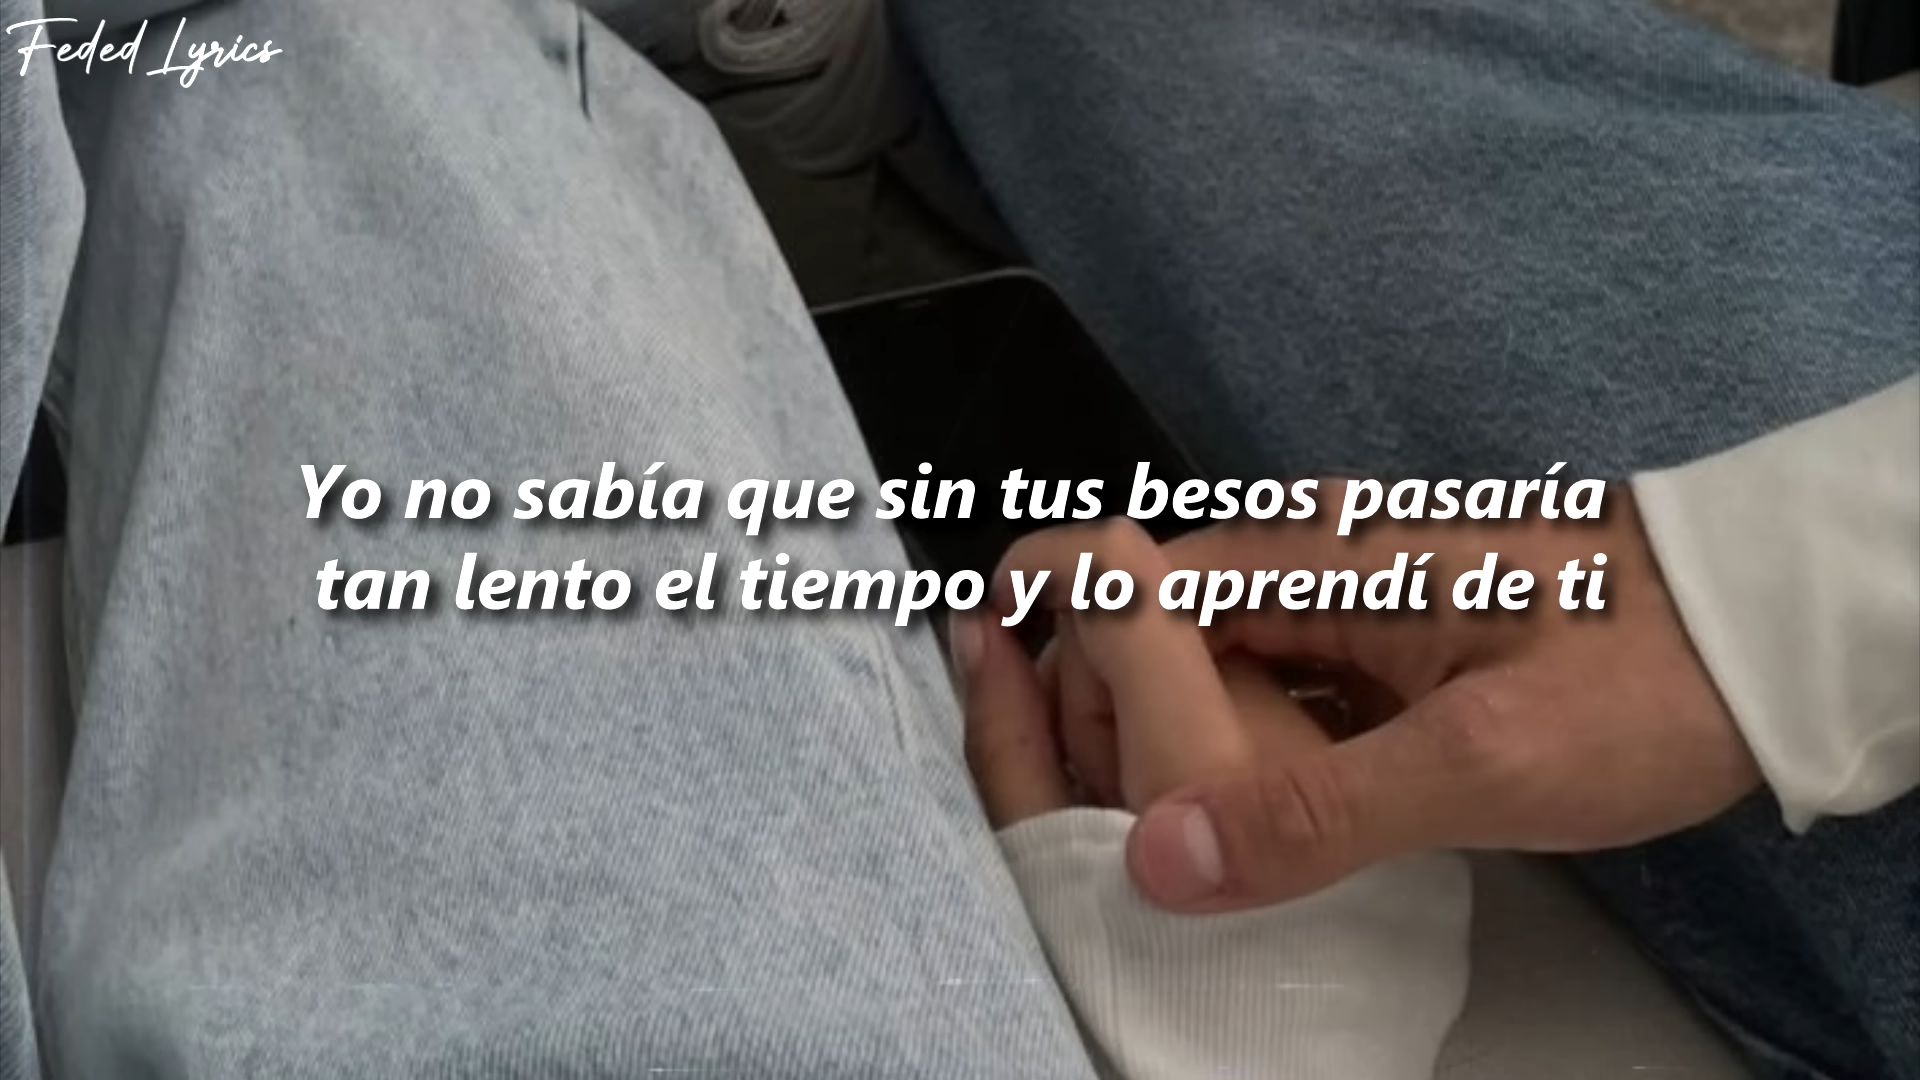 Feded Lyrics
Yo no sabía que sin tus besos pasaría
tan lento el tiempo y lo aprendí de ti